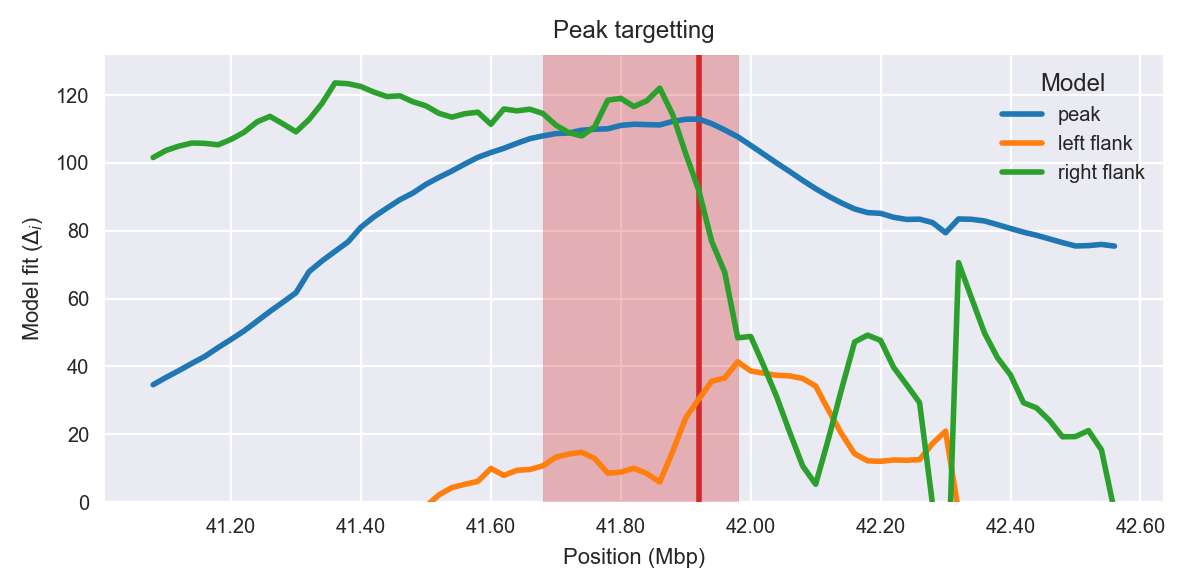 Peak targetting
Model
peak
left flank
right flank
120
100
80
60
40
20
0
Model fit (Δi)
41.20 41.40 41.60 41.80 42.00 42.20 42.40 42.60
Position (Mbp)